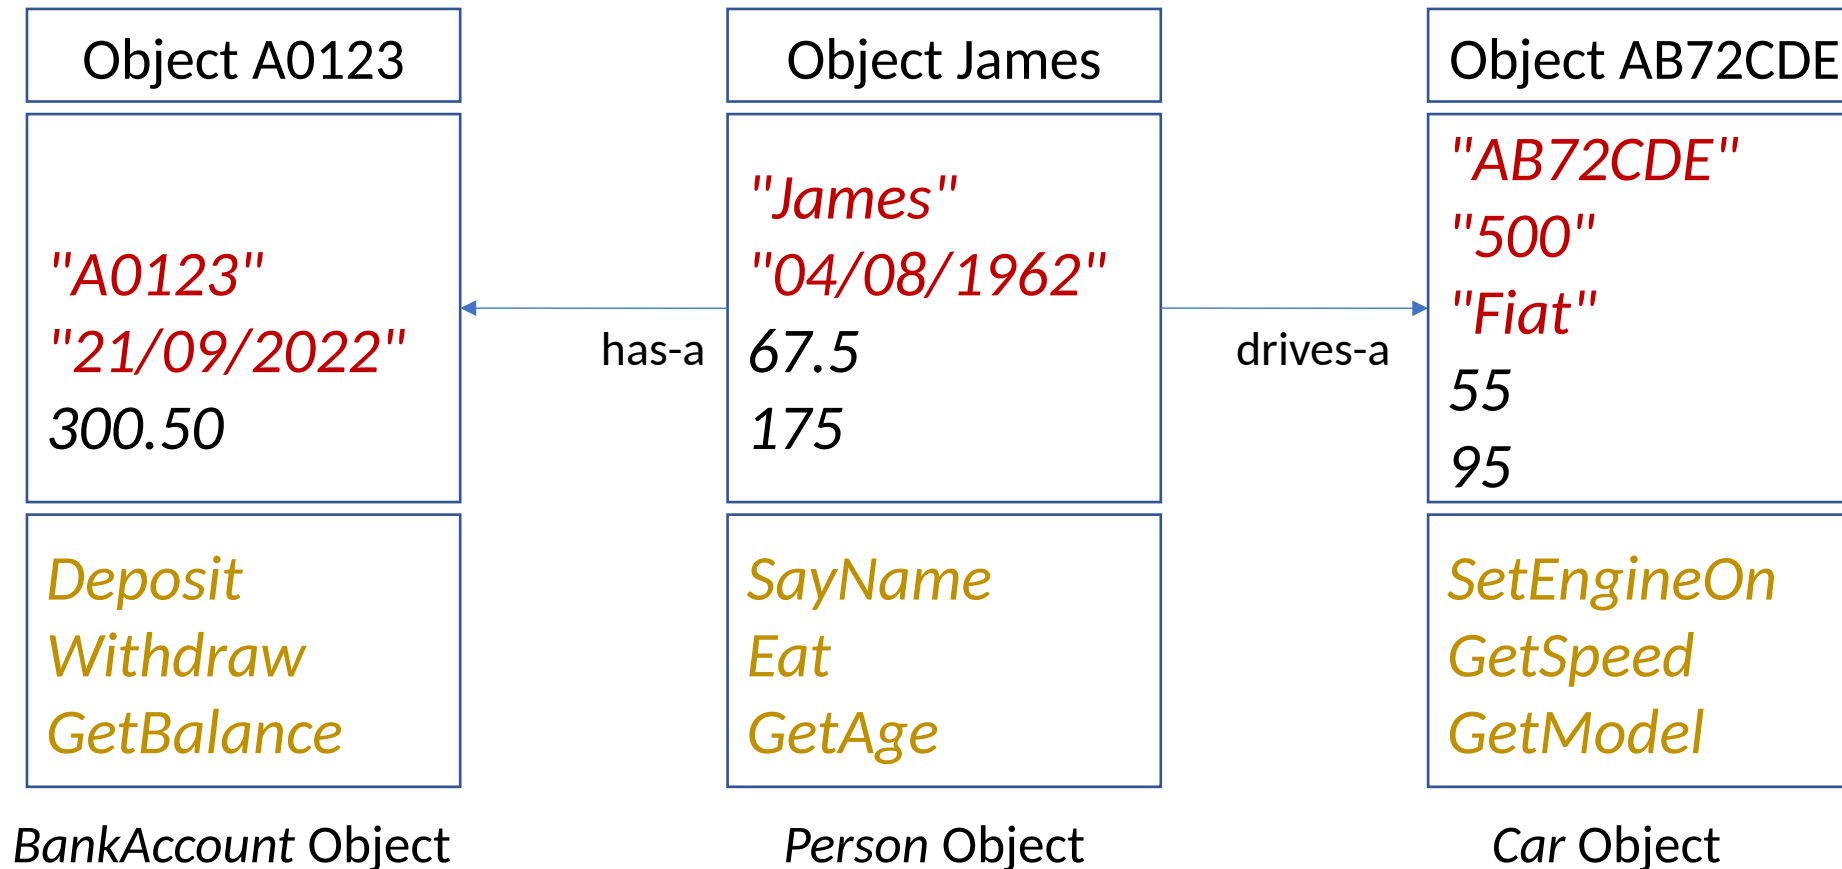 Object A0123
"A0123"
"21/09/2022"
300.50
Deposit
Withdraw
GetBalance
BankAccount Object
has-a
Object James
"James"
"04/08/1962"
67.5
175
SayName
Eat
GetAge
Person Object
drives-a
Object AB72CDE
"AB72CDE"
"500"
"Fiat"
55
95
SetEngineOn
GetSpeed
GetModel
Car Object